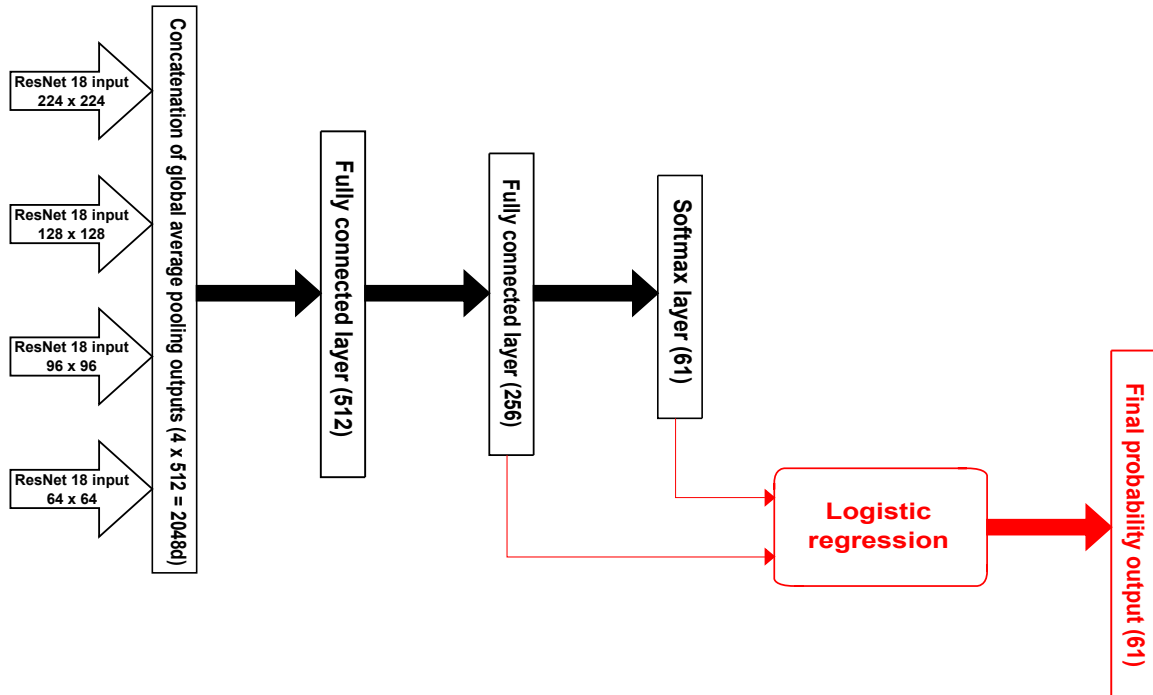 ResNet 18 input
224 x 224
ResNet 18 input
128 x 128
ResNet 18 input
96 x 96
ResNet 18 input
64 x 64
Concatenation of global average pooling outputs (4 x 512 = 2048d)
Fully connected layer (512)
Fully connected layer (256)
Softmax layer (61)
Logistic
regression
Final probability output (61)